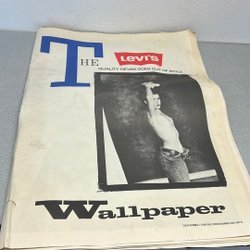 THE
LEVI'S
QUALITY NEVER GOES OUT OF STYLE
Wallpaper